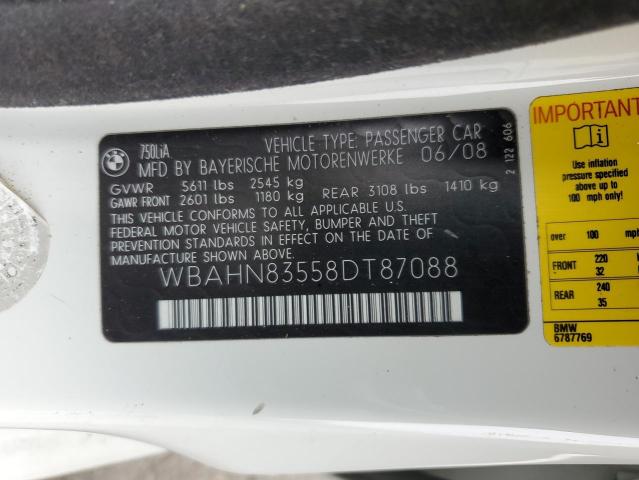 BMW
750LiA
VEHICLE TYPE: PASSENGER CAR
MFD BY BAYERISCHE MOTORENWERKE 06/08
GVWR 5611 lbs 2545 kg
GAWR FRONT 2601 lbs 1180 kg REAR 3108 lbs 1410 kg
THIS VEHICLE CONFORMS TO ALL APPLICABLE
FEDERAL MOTOR VEHICLE SAFETY, BUMPER AND THEFT
PREVENTION STANDARDS IN EFFECT ON THE DATE OF
MANUFACTURE SHOWN ABOVE.
WBAHN83558DT87088
2 122 606
IMPORTANT
Use inflation
pressure specified
above up to
100 mph only!
over 100 mph
FRONT 220
32
REAR 240
35
BMW
6787769